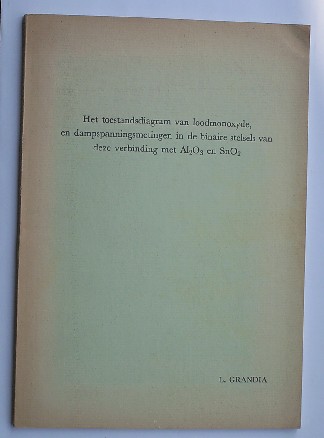 Het toestandsdiagram van loodmonoxyde,
en dampspanningsmetingen in de binaire stelsels van
deze verbinding met Al₂O₃ en SnO₂
L. GRANDIA